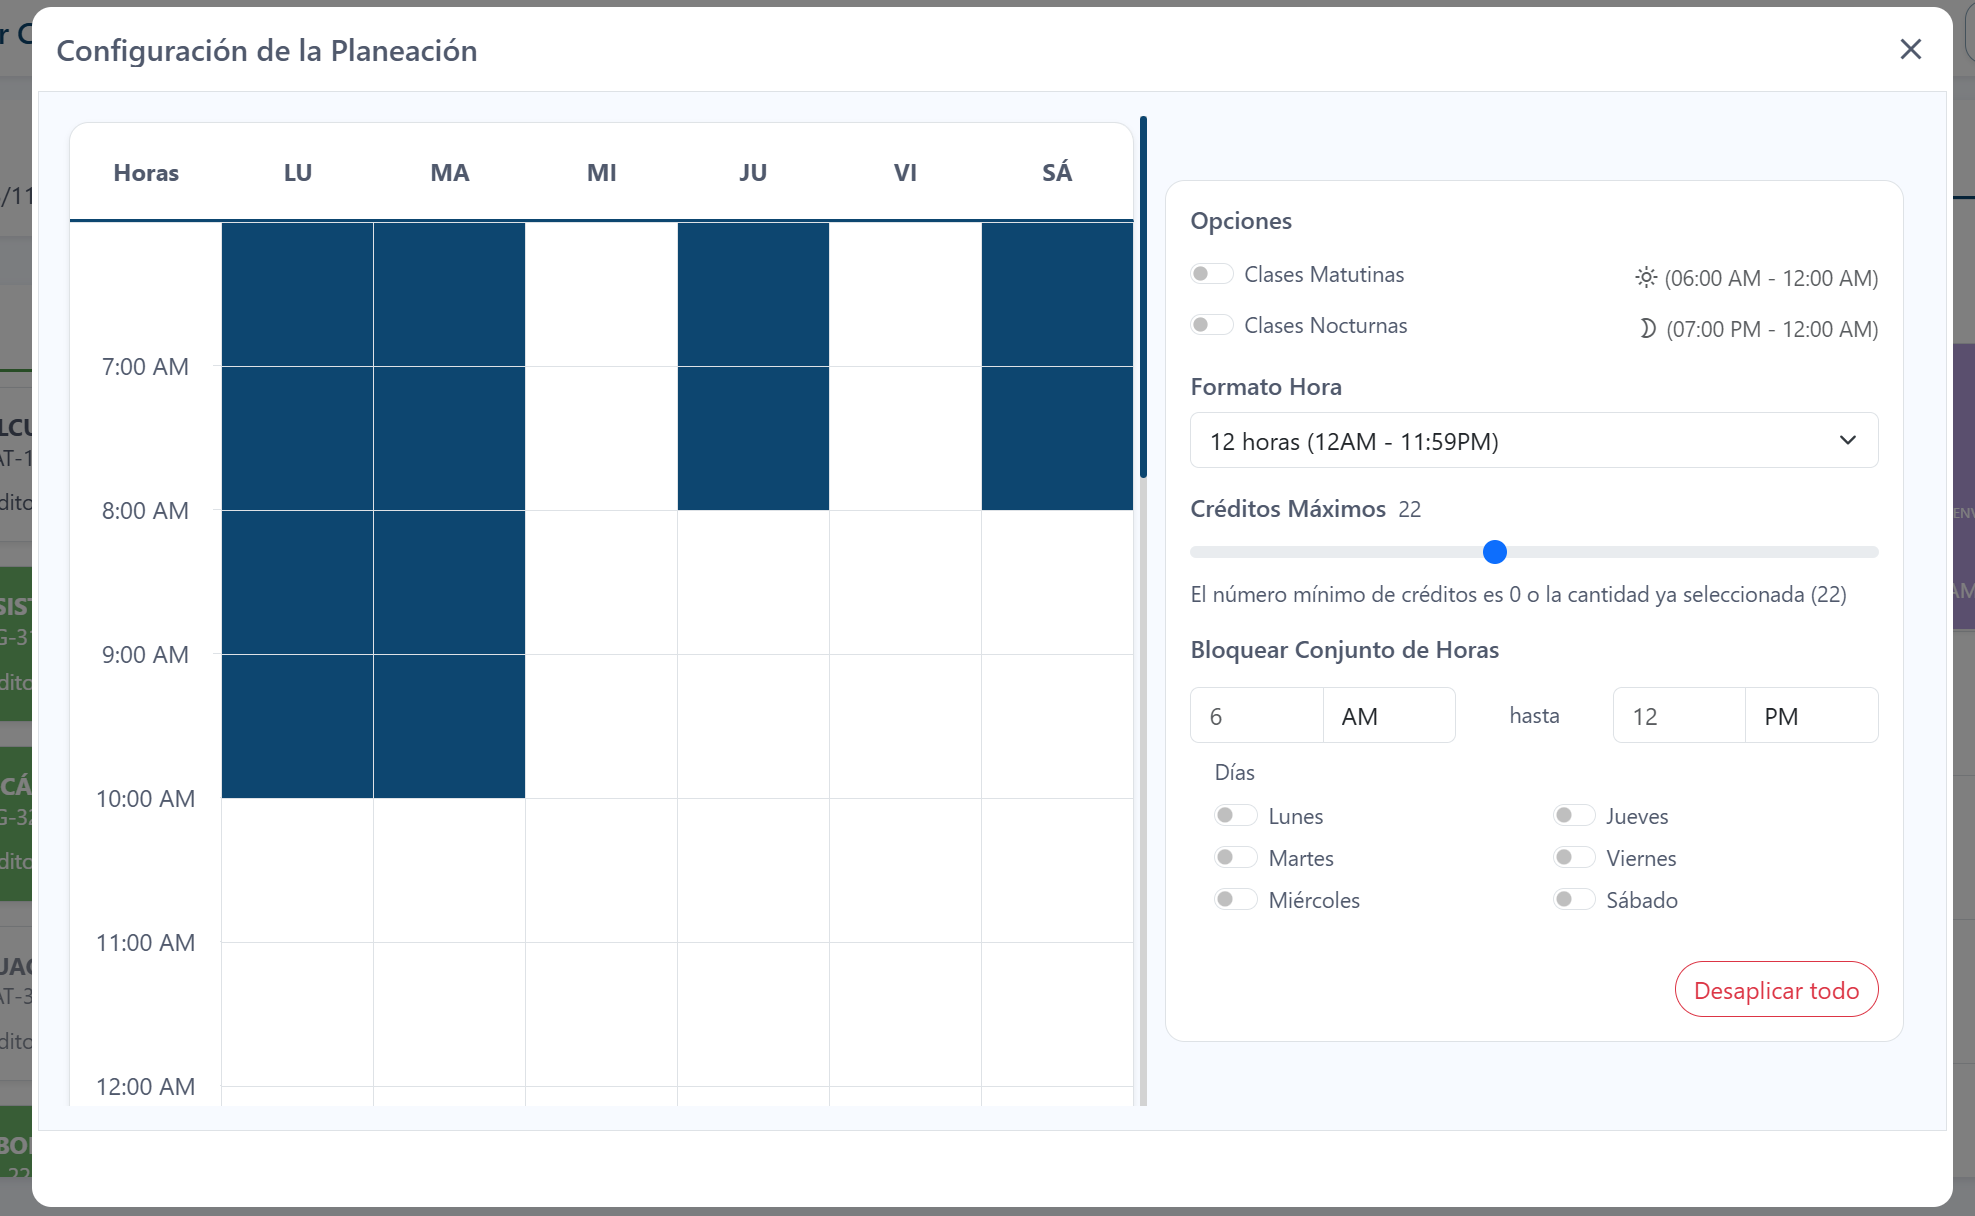 Configuración de la Planeación
Horas LU MA MI JU VI SÁ
7:00 AM
8:00 AM
9:00 AM
10:00 AM
11:00 AM
12:00 AM
Opciones
Clases Matutinas (06:00 AM - 12:00 AM)
Clases Nocturnas (07:00 PM - 12:00 AM)
Formato Hora
12 horas (12AM - 11:59PM)
Créditos Máximos 22
El número mínimo de créditos es 0 o la cantidad ya seleccionada (22)
Bloquear Conjunto de Horas
6 AM hasta 12 PM
Días
Lunes Jueves
Martes Viernes
Miércoles Sábado
Desaplicar todo